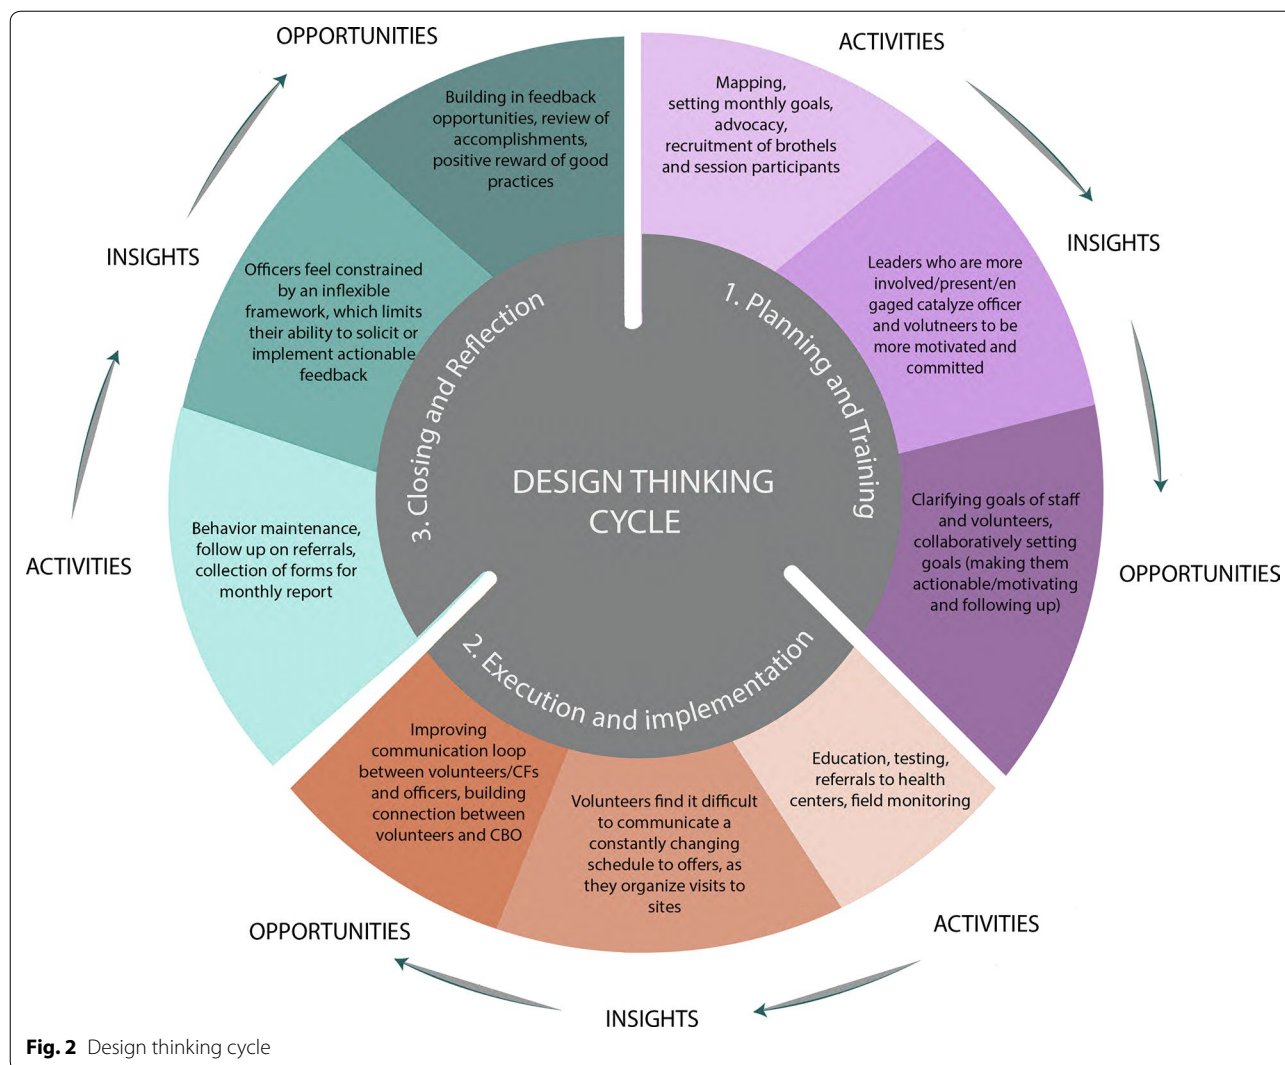 OPPORTUNITIES
ACTIVITIES
Mapping,
setting monthly goals,
advocacy,
recruitment of brothels
and session participants
INSIGHTS
Leaders who are more
involved/present/en
gaged catalyze officer
and volutneers to be
more motivated and
committed
OPPORTUNITIES
Clarifying goals of staff
and volunteers,
collaboratively setting
goals (making them
actionable/motivating
and following up)
1. Planning and Training
DESIGN THINKING
CYCLE
2. Execution and implementation
ACTIVITIES
Education, testing,
referrals to health
centers, field monitoring
INSIGHTS
Volunteers find it difficult
to communicate a
constantly changing
schedule to offers, as
they organize visits to
sites
OPPORTUNITIES
Improving
communication loop
between volunteers/CFs
and officers, building
connection between
volunteers and CBO
3. Closing and Reflection
ACTIVITIES
Behavior maintenance,
follow up on referrals,
collection of forms for
monthly report
INSIGHTS
Officers feel constrained
by an inflexible
framework, which limits
their ability to solicit or
implement actionable
feedback
Building in feedback
opportunities, review of
accomplishments,
positive reward of good
practices
Fig. 2 Design thinking cycle